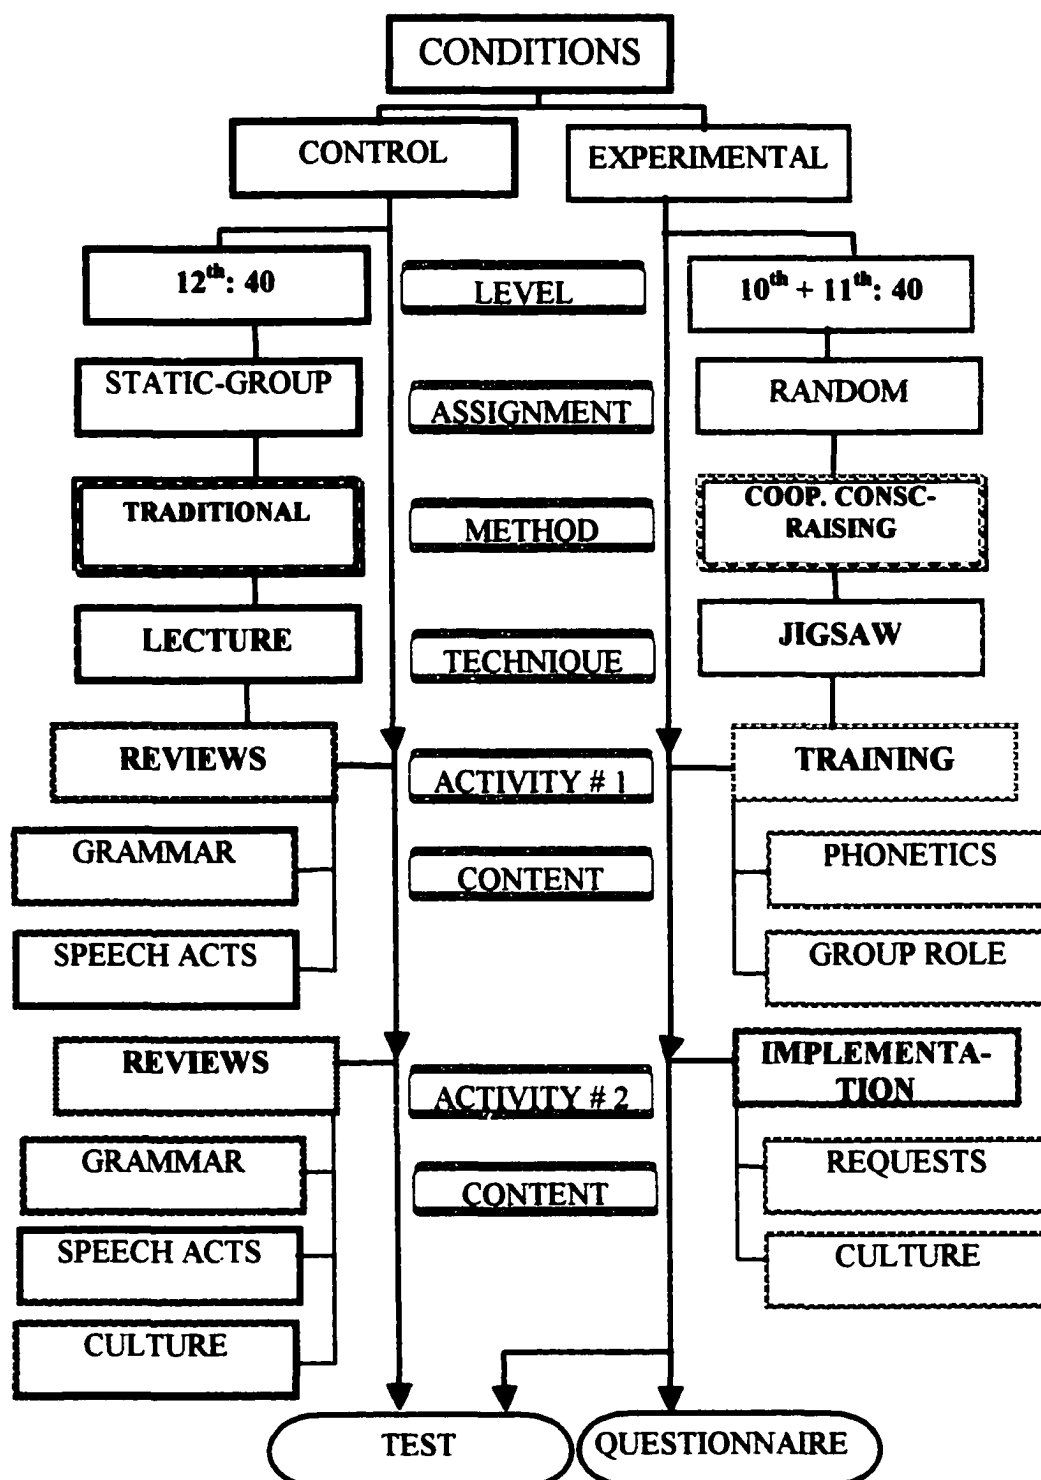 CONDITIONS
CONTROL
EXPERIMENTAL
12th: 40
LEVEL
10th + 11th: 40
STATIC-GROUP
ASSIGNMENT
RANDOM
TRADITIONAL
METHOD
COOP. CONSC-
RAISING
LECTURE
TECHNIQUE
JIGSAW
REVIEWS
ACTIVITY # 1
TRAINING
GRAMMAR
CONTENT
PHONETICS
SPEECH ACTS
GROUP ROLE
REVIEWS
ACTIVITY # 2
IMPLEMENTA-
TION
GRAMMAR
CONTENT
REQUESTS
SPEECH ACTS
CULTURE
CULTURE
TEST
QUESTIONNAIRE